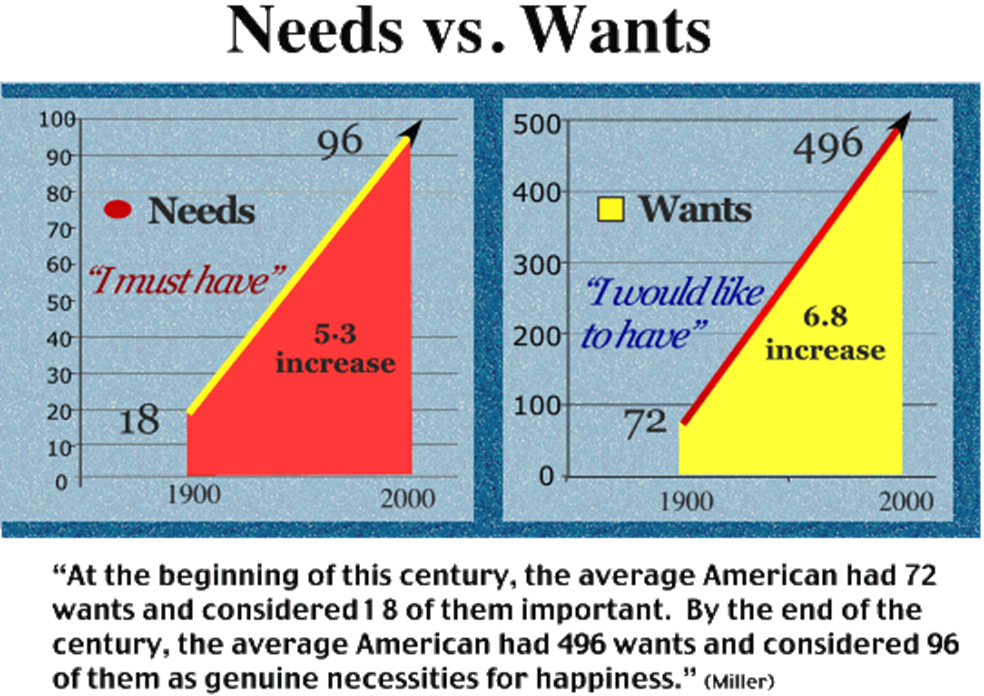 Needs vs. Wants
100
90
80
70
60
50
40
30
20
10
0
96
Needs
“I must have”
5.3
increase
18
1900
2000
500
400
300
200
100
0
496
Wants
“I would like
to have”
6.8
increase
72
1900
2000
“At the beginning of this century, the average American had 72
wants and considered 18 of them important. By the end of the
century, the average American had 496 wants and considered 96
of them as genuine necessities for happiness.” (Miller)